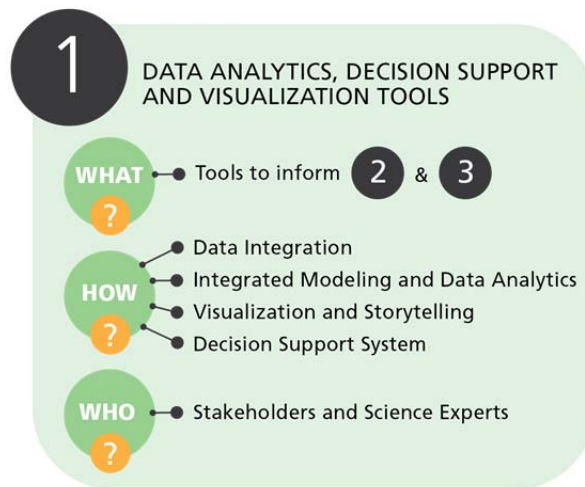 1
DATA ANALYTICS, DECISION SUPPORT
AND VISUALIZATION TOOLS
WHAT
?
Tools to inform 2 & 3
HOW
?
Data Integration
Integrated Modeling and Data Analytics
Visualization and Storytelling
Decision Support System
WHO
?
Stakeholders and Science Experts